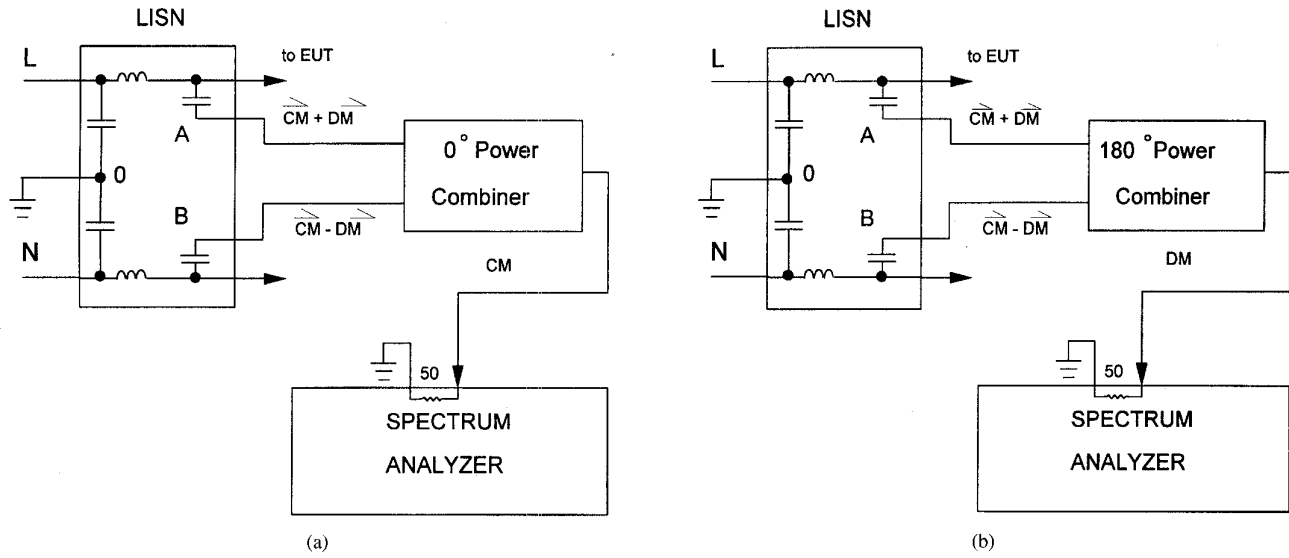 LISN
L
to EUT
CM + DM
A
0° Power
Combiner
0
B
CM - DM
N
CM
50
SPECTRUM
ANALYZER
(a)
LISN
L
to EUT
CM + DM
A
180 °Power
Combiner
0
B
CM - DM
N
DM
50
SPECTRUM
ANALYZER
(b)